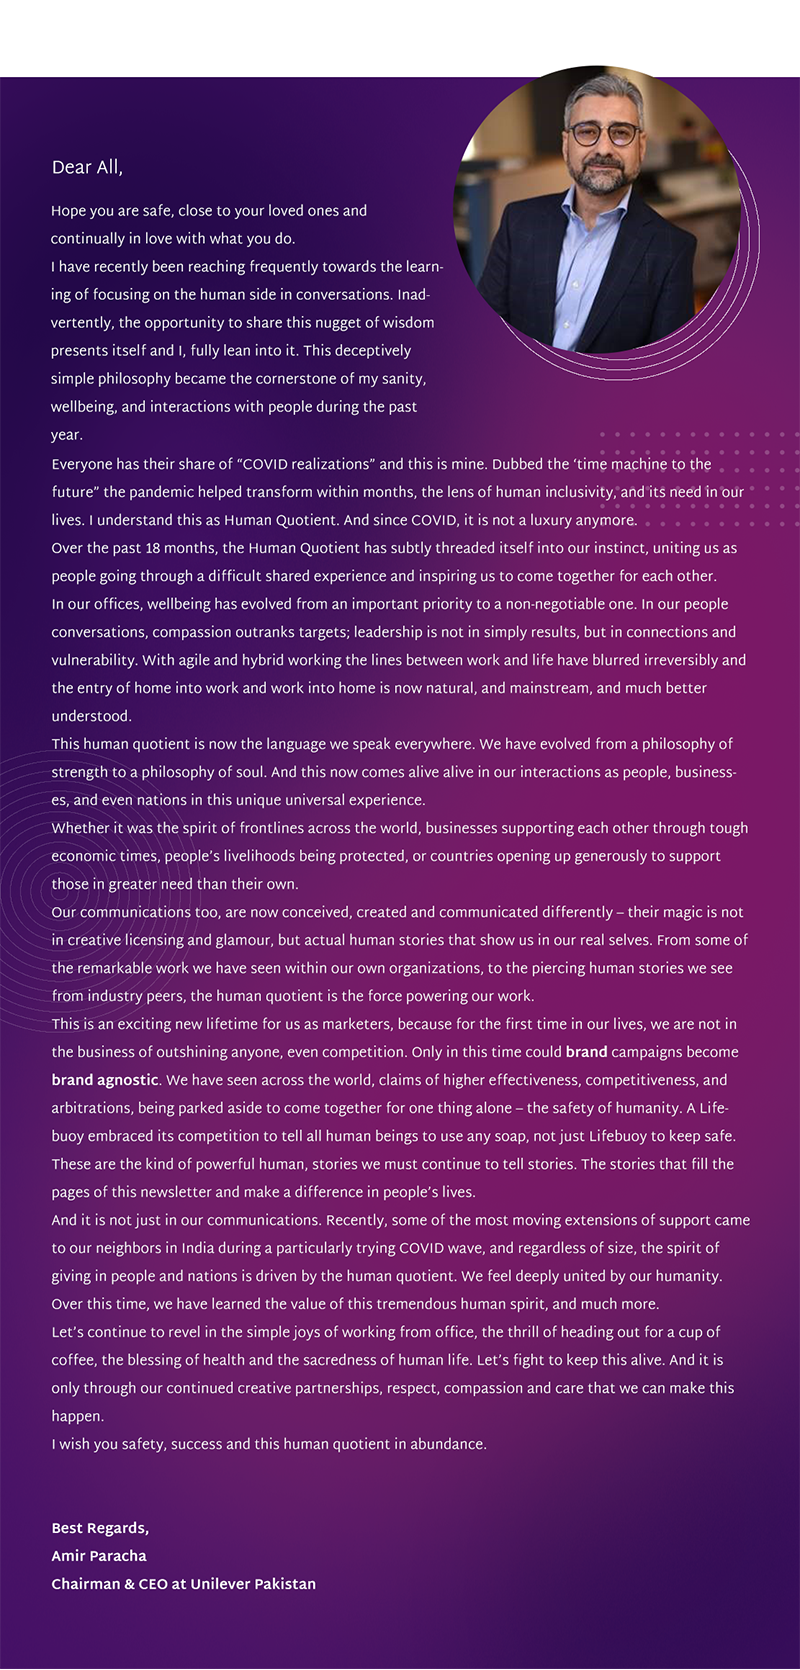 Dear All,
Hope you are safe, close to your loved ones and
continually in love with what you do.
I have recently been reaching frequently towards the learn-
ing of focusing on the human side in conversations. Inad-
vertently, the opportunity to share this nugget of wisdom
presents itself and I, fully lean into it. This deceptively
simple philosophy became the cornerstone of my sanity,
wellbeing, and interactions with people during the past
year.
Everyone has their share of “COVID realizations” and this is mine. Dubbed the ‘time machine to the
future” the pandemic helped transform within months, the lens of human inclusivity, and its need in our
lives. I understand this as Human Quotient. And since COVID, it is not a luxury anymore.
Over the past 18 months, the Human Quotient has subtly threaded itself into our instinct, uniting us as
people going through a difficult shared experience and inspiring us to come together for each other.
In our offices, wellbeing has evolved from an important priority to a non-negotiable one. In our people
conversations, compassion outranks targets; leadership is not in simply results, but in connections and
vulnerability. With agile and hybrid working the lines between work and life have blurred irreversibly and
the entry of home into work and work into home is now natural, and mainstream, and much better
understood.
This human quotient is now the language we speak everywhere. We have evolved from a philosophy of
strength to a philosophy of soul. And this now comes alive alive in our interactions as people, business-
es, and even nations in this unique universal experience.
Whether it was the spirit of frontlines across the world, businesses supporting each other through tough
economic times, people’s livelihoods being protected, or countries opening up generously to support
those in greater need than their own.
Our communications too, are now conceived, created and communicated differently – their magic is not
in creative licensing and glamour, but actual human stories that show us in our real selves. From some of
the remarkable work we have seen within our own organizations, to the piercing human stories we see
from industry peers, the human quotient is the force powering our work.
This is an exciting new lifetime for us as marketers, because for the first time in our lives, we are not in
the business of outshining anyone, even competition. Only in this time could brand campaigns become
brand agnostic. We have seen across the world, claims of higher effectiveness, competitiveness, and
arbitrations, being parked aside to come together for one thing alone – the safety of humanity. A Life-
buoy embraced its competition to tell all human beings to use any soap, not just Lifebuoy to keep safe.
These are the kind of powerful human, stories we must continue to tell stories. The stories that fill the
pages of this newsletter and make a difference in people’s lives.
And it is not just in our communications. Recently, some of the most moving extensions of support came
to our neighbors in India during a particularly trying COVID wave, and regardless of size, the spirit of
giving in people and nations is driven by the human quotient. We feel deeply united by our humanity.
Over this time, we have learned the value of this tremendous human spirit, and much more.
Let’s continue to revel in the simple joys of working from office, the thrill of heading out for a cup of
coffee, the blessing of health and the sacredness of human life. Let’s fight to keep this alive. And it is
only through our continued creative partnerships, respect, compassion and care that we can make this
happen.
I wish you safety, success and this human quotient in abundance.
Best Regards,
Amir Paracha
Chairman & CEO at Unilever Pakistan